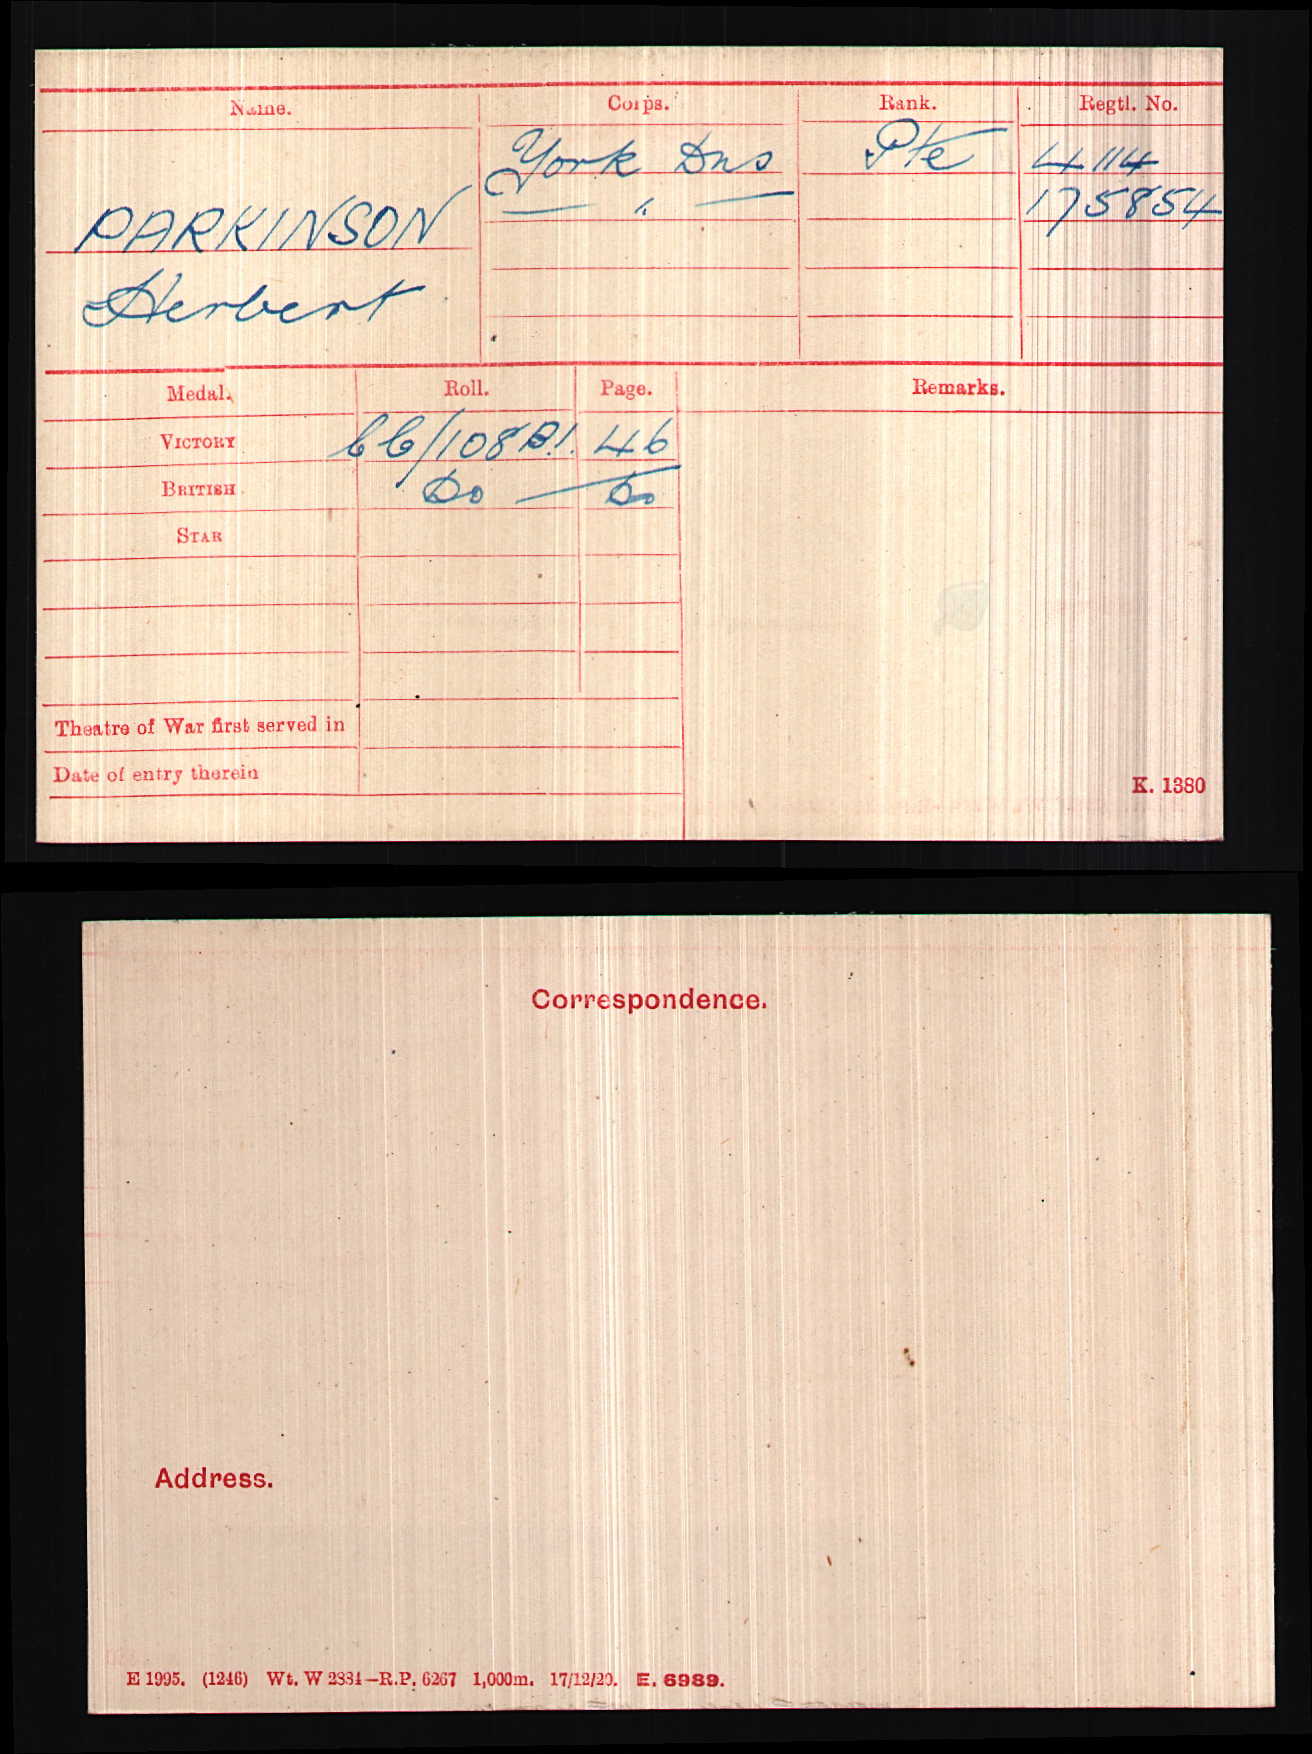 Name. Corps. Rank. Regtl. No.
York Dns Pte 4114
" 175854
PARKINSON
Herbert
Medal. Roll. Page. Remarks.
VICTORY 66/108B1. 46
BRITISH Do Do
STAR
Theatre of War first served in
Date of entry therein
K. 1380
Correspondence.
Address.
E 1995. (1246) Wt. W 2884—R.P. 6267 1,000m. 17/12/20. E. 6989.